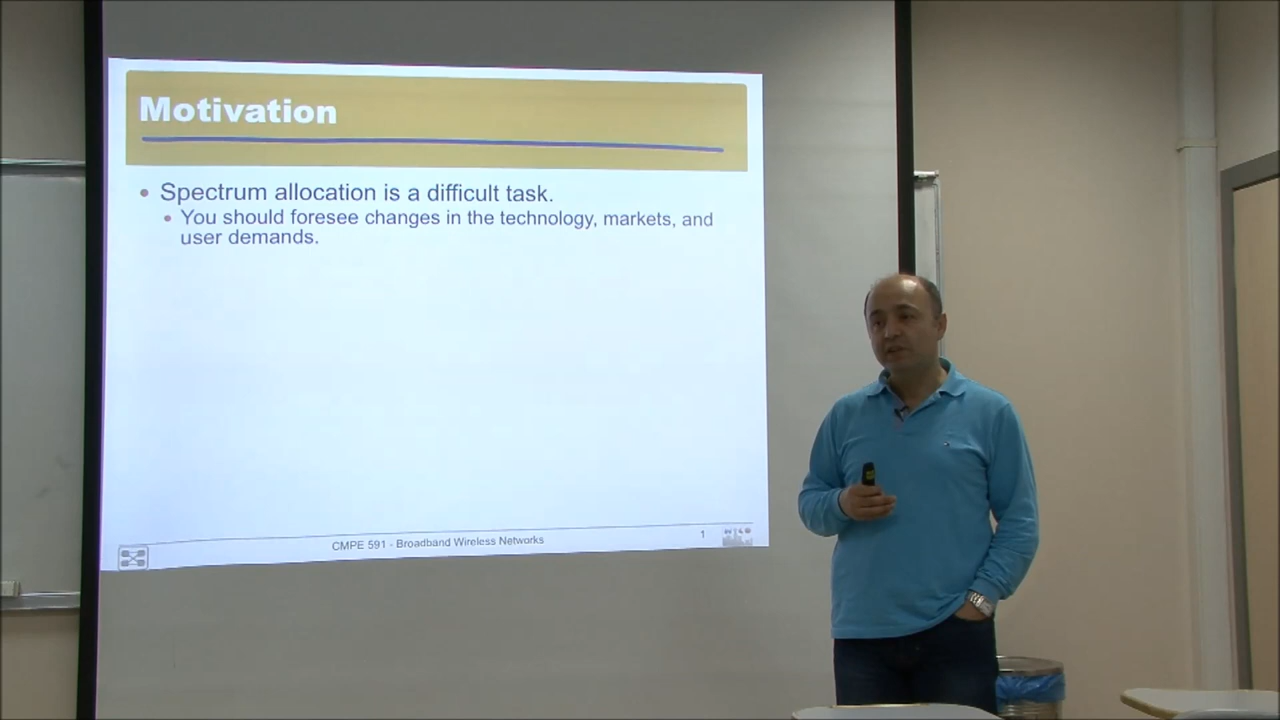 Motivation
• Spectrum allocation is a difficult task.
• You should foresee changes in the technology, markets, and
user demands.
CMPE 591 - Broadband Wireless Networks
1